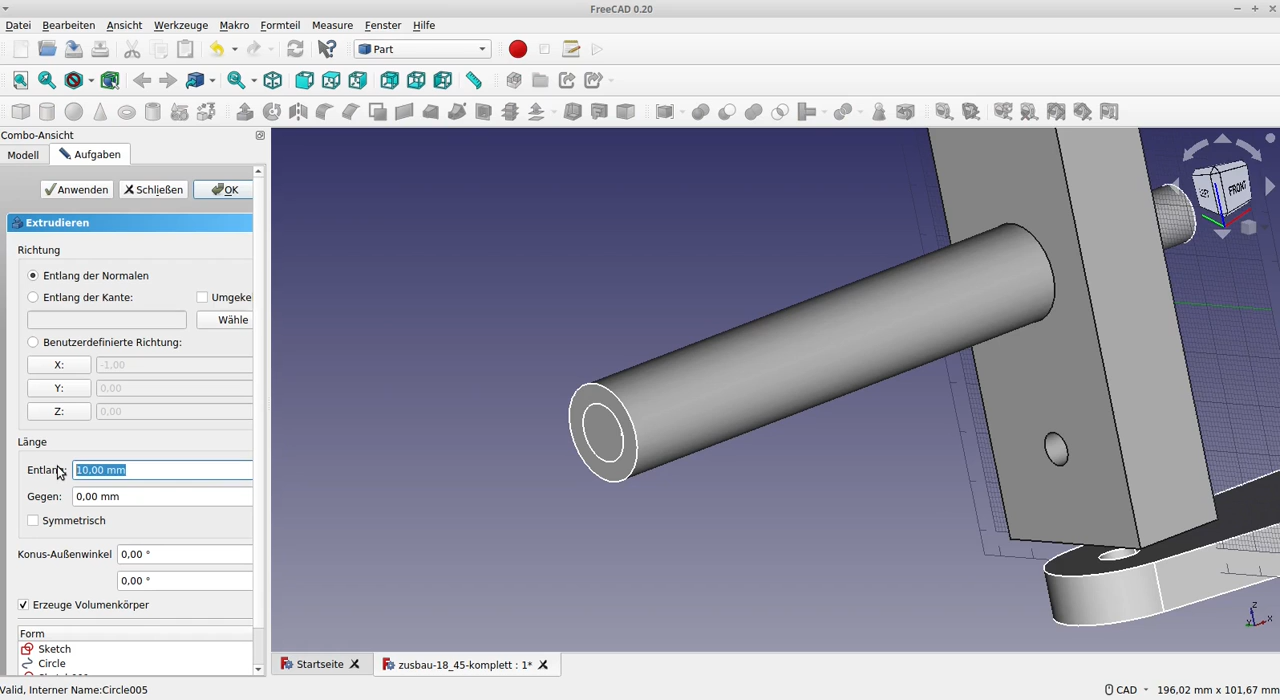 FreeCAD 0.20
Datei Bearbeiten Ansicht Werkzeuge Makro Formteil Measure Fenster Hilfe
Part
Combo-Ansicht
Modell Aufgaben
Anwenden Schließen OK
Extrudieren
Richtung
Entlang der Normalen
Entlang der Kante: Umgeke
Wähle
Benutzerdefinierte Richtung:
X: -1,00
Y: 0,00
Z: 0,00
Länge
Entlang: 10,00 mm
Gegen: 0,00 mm
Symmetrisch
Konus-Außenwinkel 0,00 °
0,00 °
Erzeuge Volumenkörper
Form
Sketch
Circle
FRONT
Z
X
Startseite zusbau-18_45-komplett : 1*
Valid, Interner Name:Circle005 CAD 196,02 mm x 101,67 mm